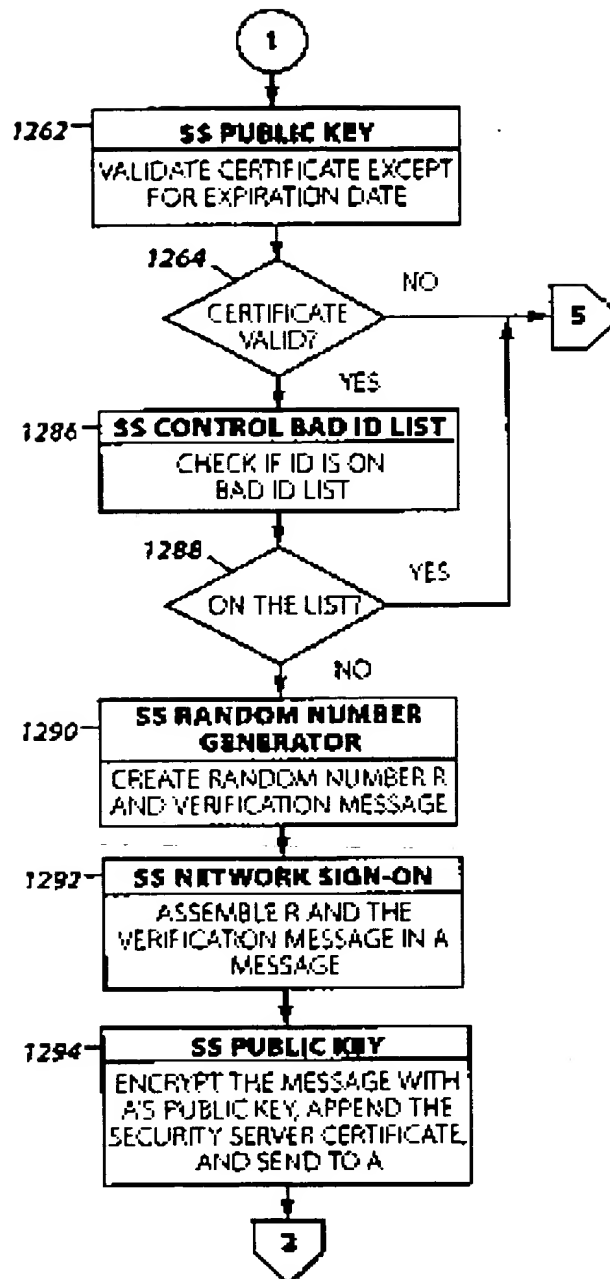 1
1262
SS PUBLIC KEY
VALIDATE CERTIFICATE EXCEPT
FOR EXPIRATION DATE
1264
NO
CERTIFICATE
VALID?
5
YES
1286
SS CONTROL BAD ID LIST
CHECK IF ID IS ON
BAD ID LIST
1288
YES
ON THE LIST?
NO
1290
SS RANDOM NUMBER
GENERATOR
CREATE RANDOM NUMBER R
AND VERIFICATION MESSAGE
1292
SS NETWORK SIGN-ON
ASSEMBLE R AND THE
VERIFICATION MESSAGE IN A
MESSAGE
1294
SS PUBLIC KEY
ENCRYPT THE MESSAGE WITH
A'S PUBLIC KEY, APPEND THE
SECURITY SERVER CERTIFICATE,
AND SEND TO A
2